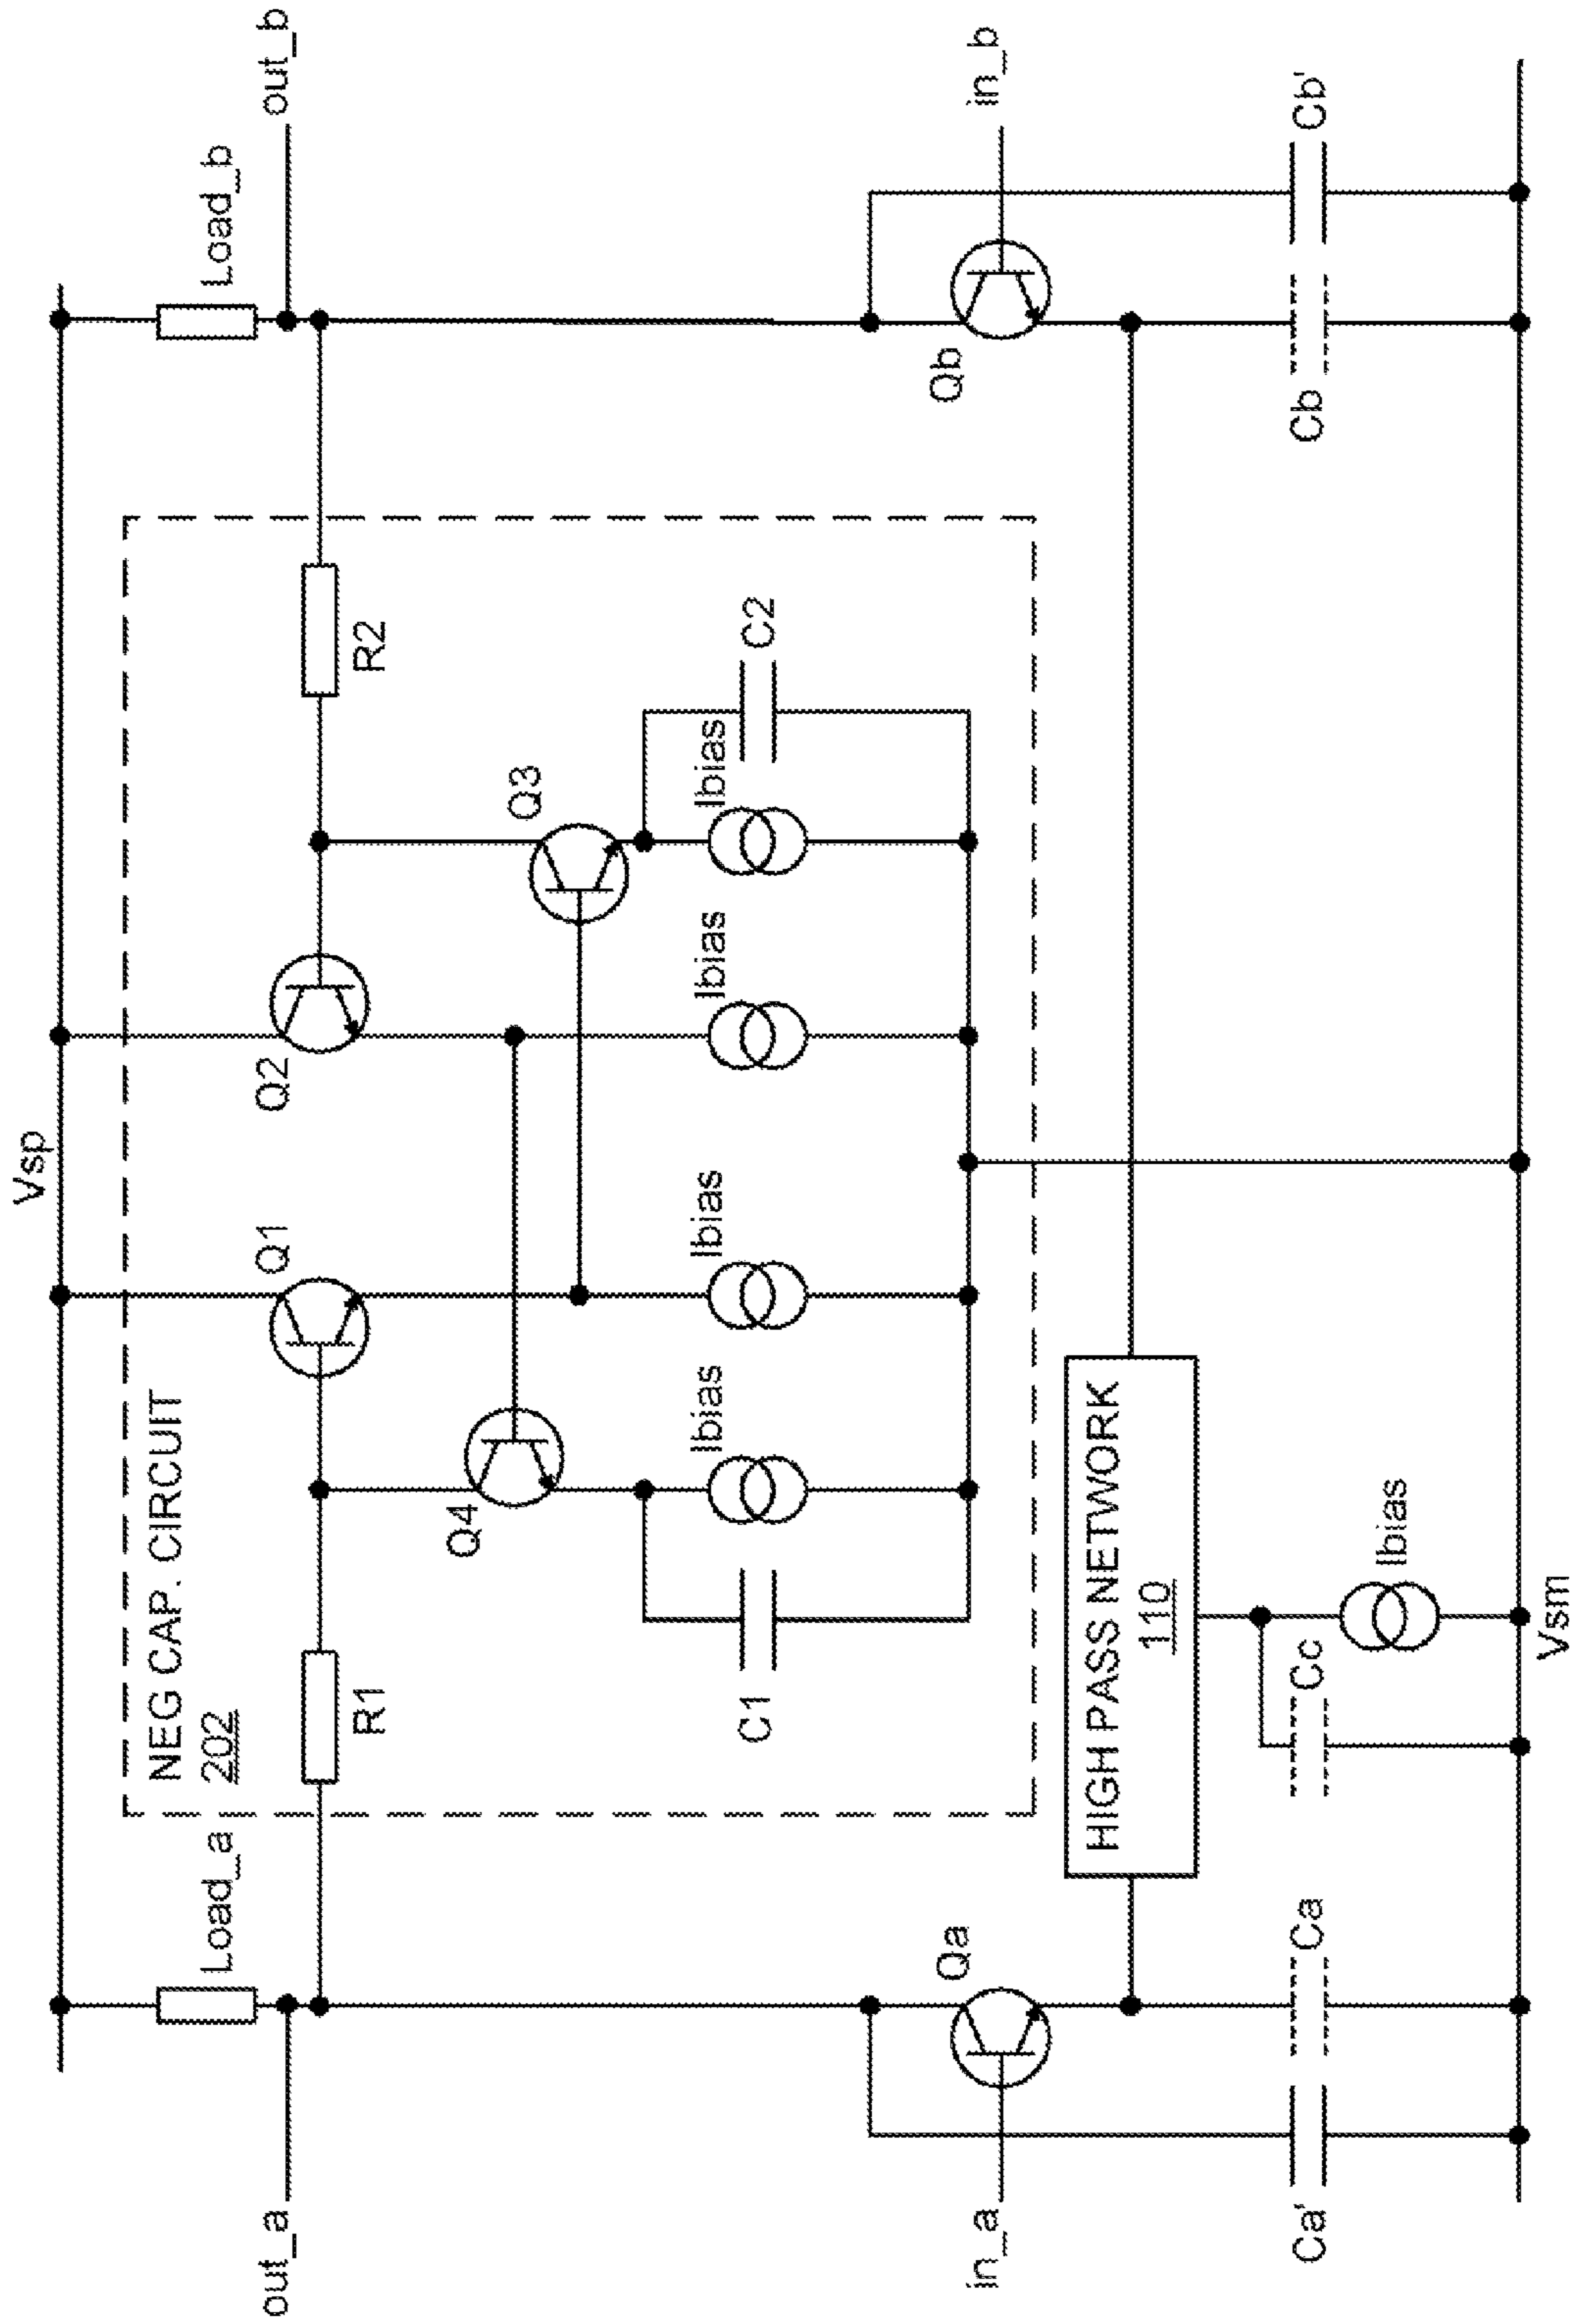 Vsp
NEG CAP. CIRCUIT
202
Load_a
Load_b
out_a
out_b
R1
Q1
Q2
R2
Q4
Q3
C1
Ibias
Ibias
Ibias
Ibias
C2
Qa
Qb
in_a
in_b
HIGH PASS NETWORK
110
Ca'
Ca
Cc
Ibias
Cb
Cb'
Vsm